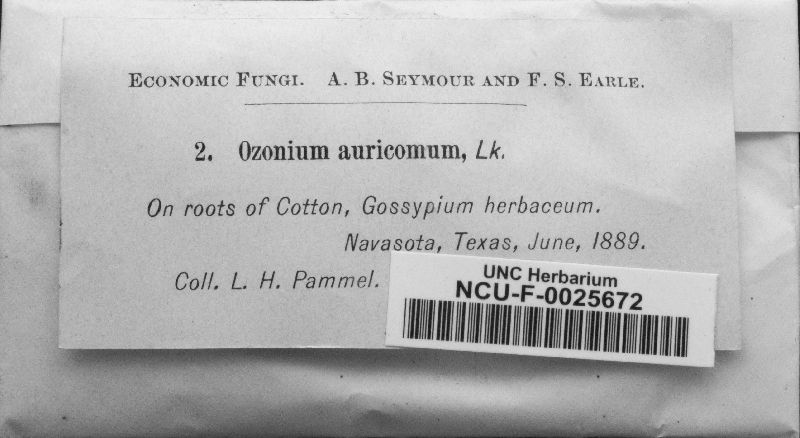 Economic Fungi. A. B. Seymour and F. S. Earle.
2. Ozonium auricomum, Lk.
On roots of Cotton, Gossypium herbaceum.
Navasota, Texas, June, 1889.
Coll. L. H. Pammel.
UNC Herbarium
NCU-F-0025672